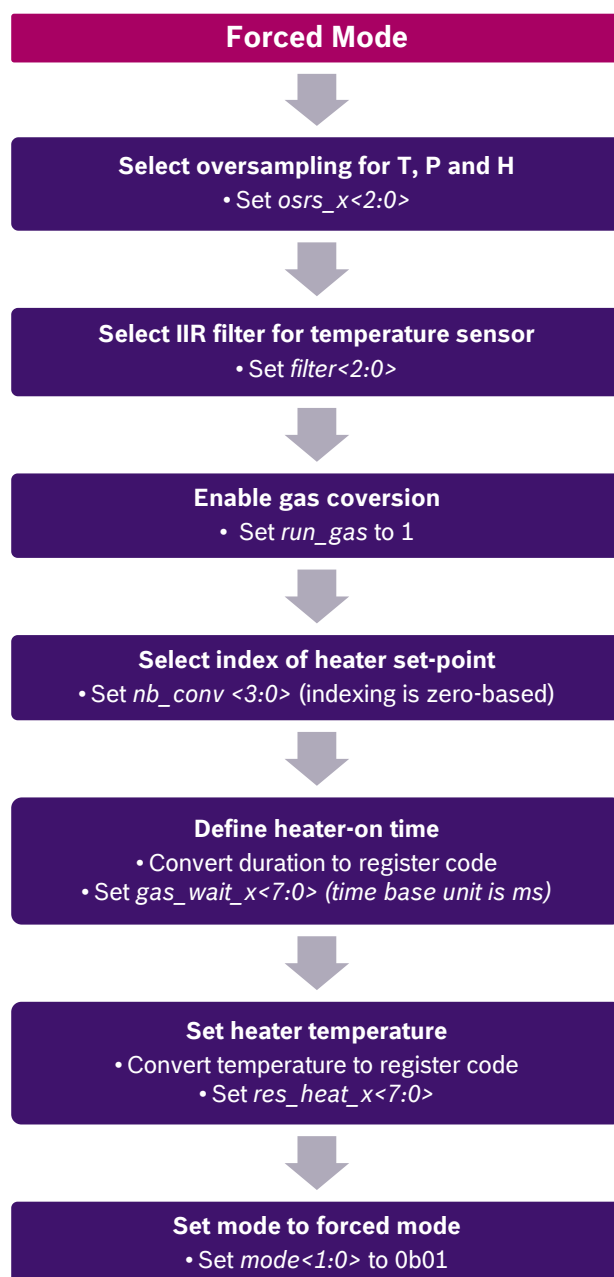 Forced Mode
Select oversampling for T, P and H
• Set osrs_x<2:0>
Select IIR filter for temperature sensor
• Set filter<2:0>
Enable gas coversion
• Set run_gas to 1
Select index of heater set-point
• Set nb_conv <3:0> (indexing is zero-based)
Define heater-on time
• Convert duration to register code
• Set gas_wait_x<7:0> (time base unit is ms)
Set heater temperature
• Convert temperature to register code
• Set res_heat_x<7:0>
Set mode to forced mode
• Set mode<1:0> to 0b01